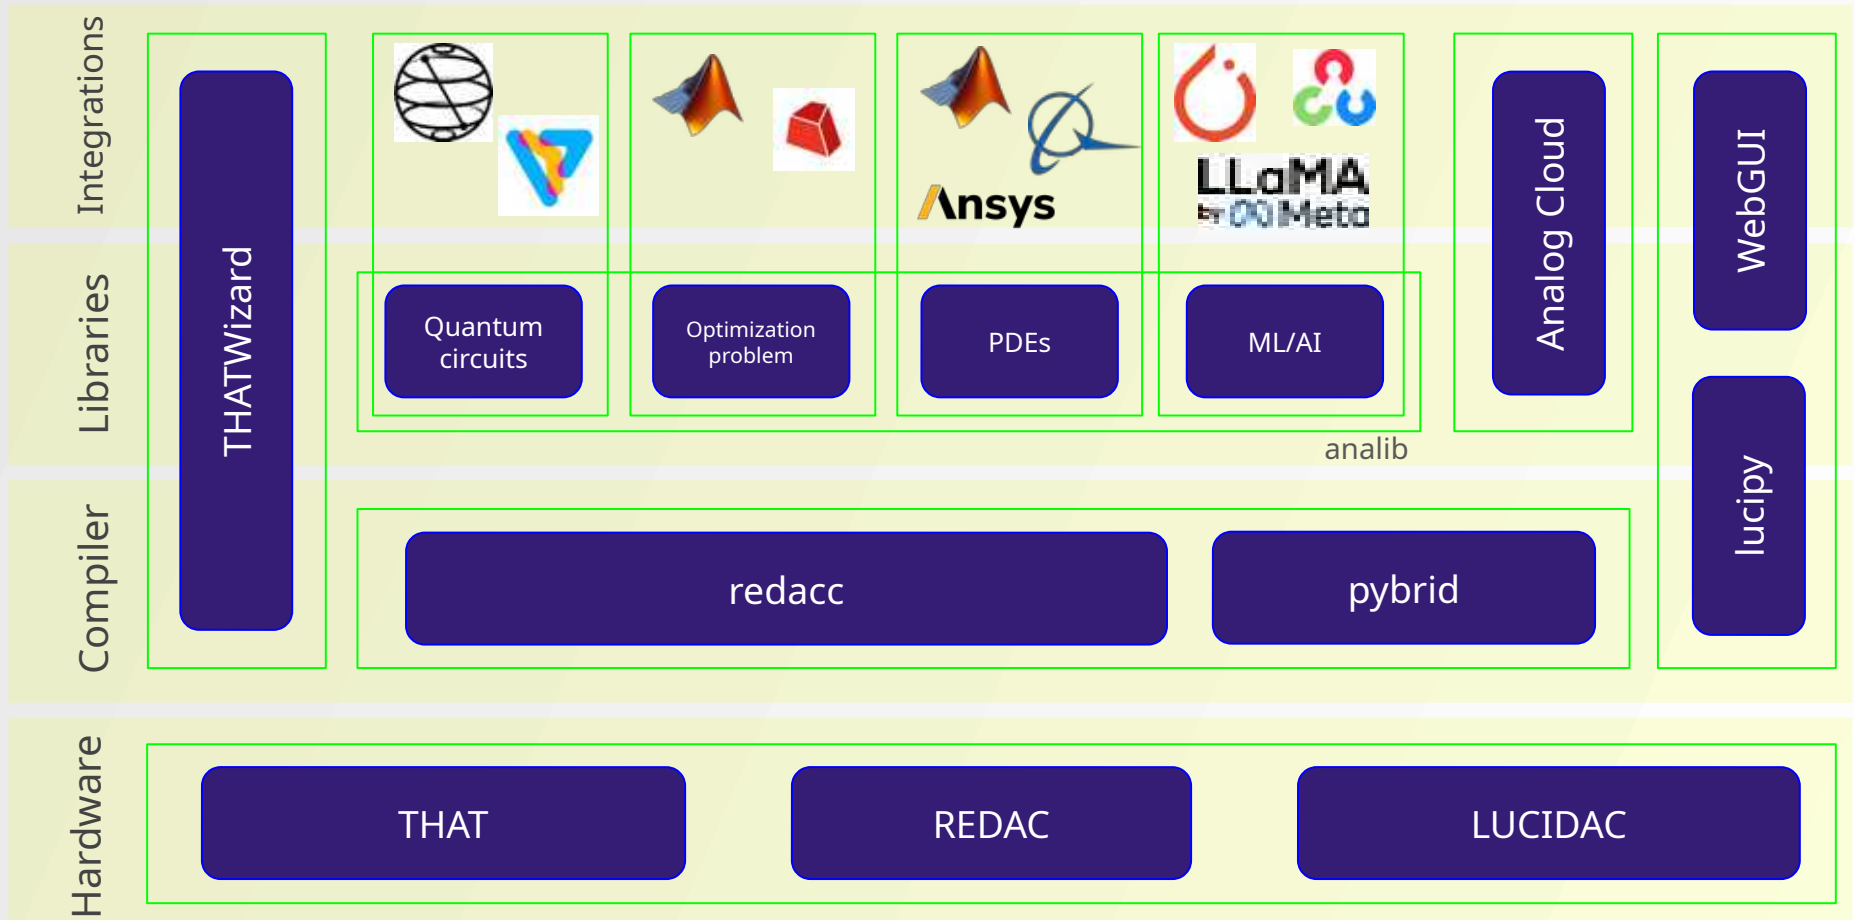 Integrations
THATWizard
Ansys
LLaMA
by Meta
Analog Cloud
WebGUI
Libraries
Quantum
circuits
Optimization
problem
PDEs
ML/AI
analib
lucipy
Compiler
redacc
pybrid
Hardware
THAT
REDAC
LUCIDAC